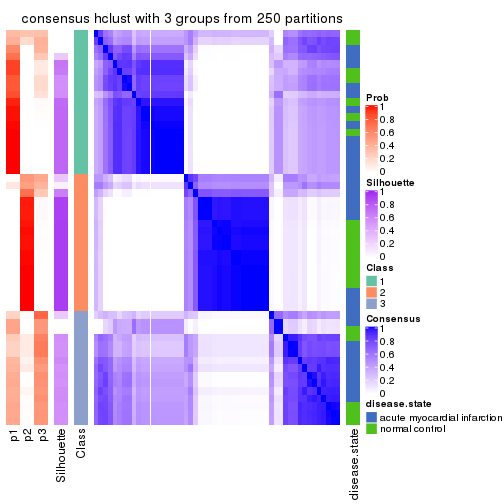 consensus hclust with 3 groups from 250 partitions
Prob
1
0.8
0.6
0.4
0.2
0
Silhouette
1
0.8
0.6
0.4
0.2
0
Class
1
2
3
Consensus
1
0.8
0.6
0.4
0.2
0
disease.state
acute myocardial infarction
normal control
p1
p2
p3
Silhouette
Class
disease.state